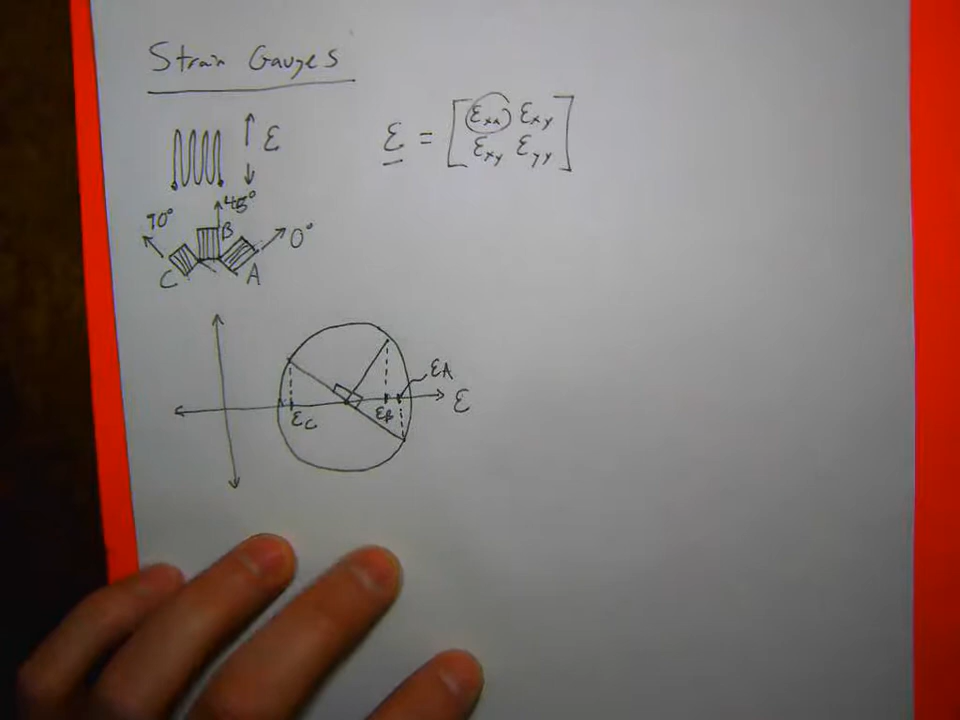 Strain Gauges
ε
ε = [ εxx εxy
εxy εyy ]
90° 45° 0°
B
C A
εA
εC εB ε